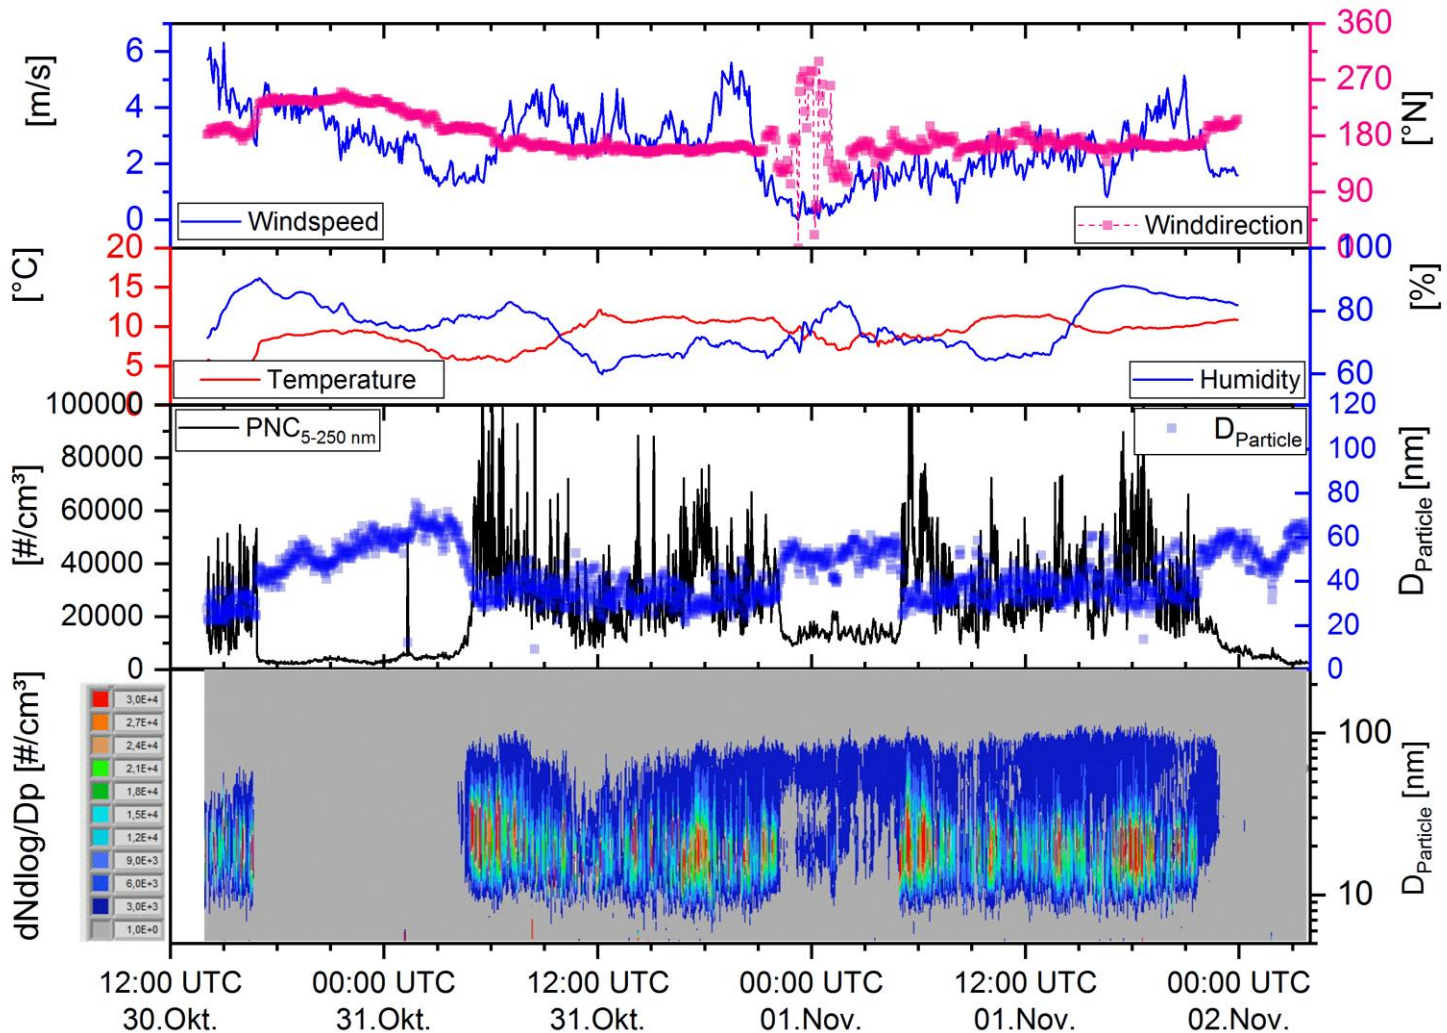 6
4
2
0
[m/s]
360
270
180
90
0
[°N]
Windspeed
Winddirection
20
15
10
5
0
[°C]
100
80
60
[%]
Temperature
Humidity
100000
80000
60000
40000
20000
0
[#/cm³]
120
100
80
60
40
20
0
D_Particle [nm]
PNC_5-250 nm
D_Particle
dNdlog/Dp [#/cm³]
3,0E+4
2,7E+4
2,4E+4
2,1E+4
1,8E+4
1,5E+4
1,2E+4
9,0E+3
6,0E+3
3,0E+3
1,0E+0
100
10
D_Particle [nm]
12:00 UTC 00:00 UTC 12:00 UTC 00:00 UTC 12:00 UTC 00:00 UTC
30.Okt. 31.Okt. 31.Okt. 01.Nov. 01.Nov. 02.Nov.